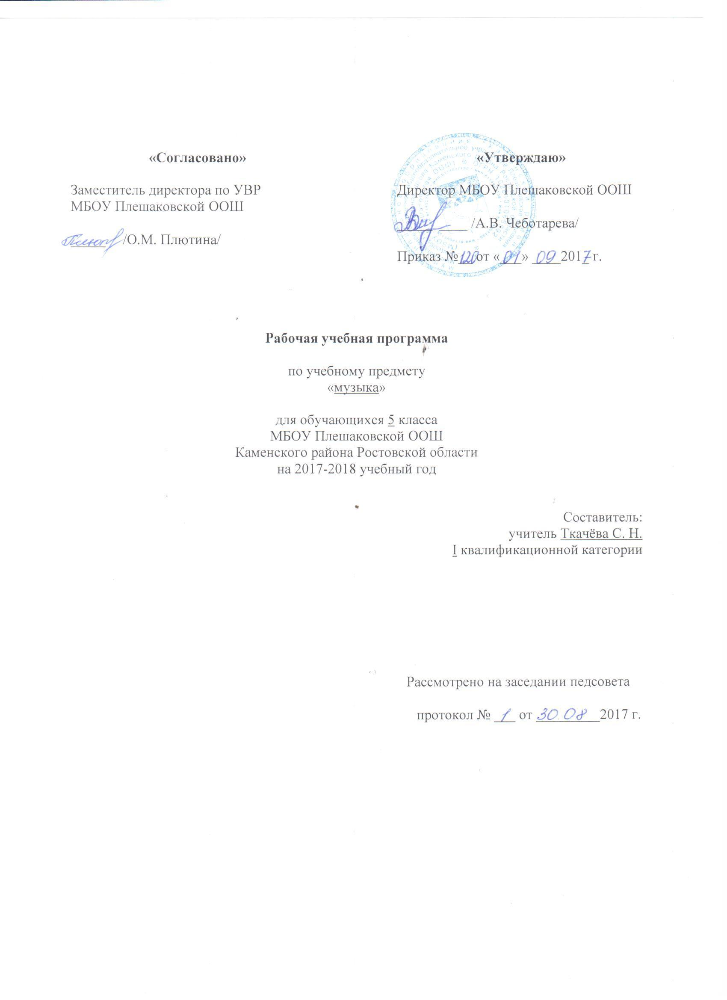 «Согласовано»
Заместитель директора по УВР
МБОУ Плешаковской ООШ
/О.М. Плютина/
«Утверждаю»
Директор МБОУ Плешаковской ООШ
/А.В. Чеботарева/
Приказ № 120 от «01» 09 2017 г.
Рабочая учебная программа
по учебному предмету
«музыка»
для обучающихся 5 класса
МБОУ Плешаковской ООШ
Каменского района Ростовской области
на 2017-2018 учебный год
Составитель:
учитель Ткачёва С. Н.
I квалификационной категории
Рассмотрено на заседании педсовета
протокол № 1 от 30.08 2017 г.